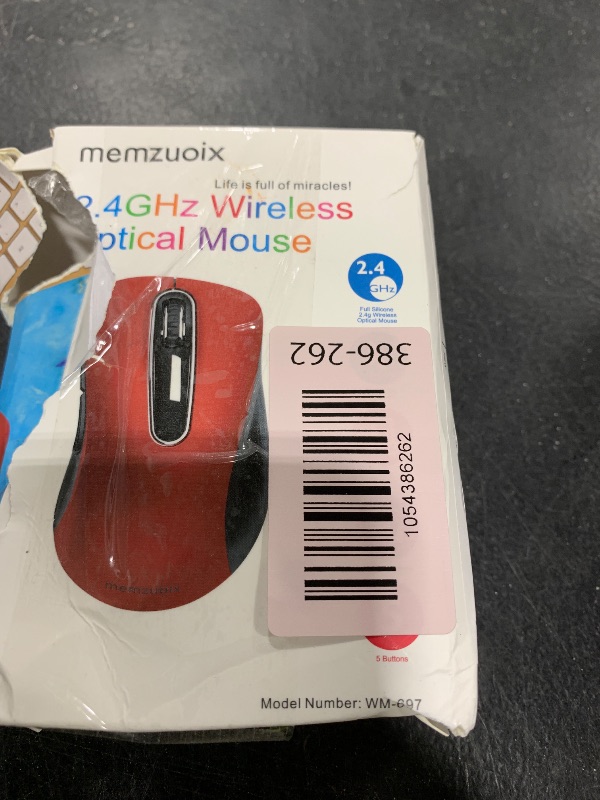 memzuoix
Life is full of miracles!
2.4GHz Wireless
ptical Mouse
2.4
GHz
Full Silicone
2.4g Wireless
Optical Mouse
386-262
1054386262
memzuoix
5 Buttons
Model Number: WM-697